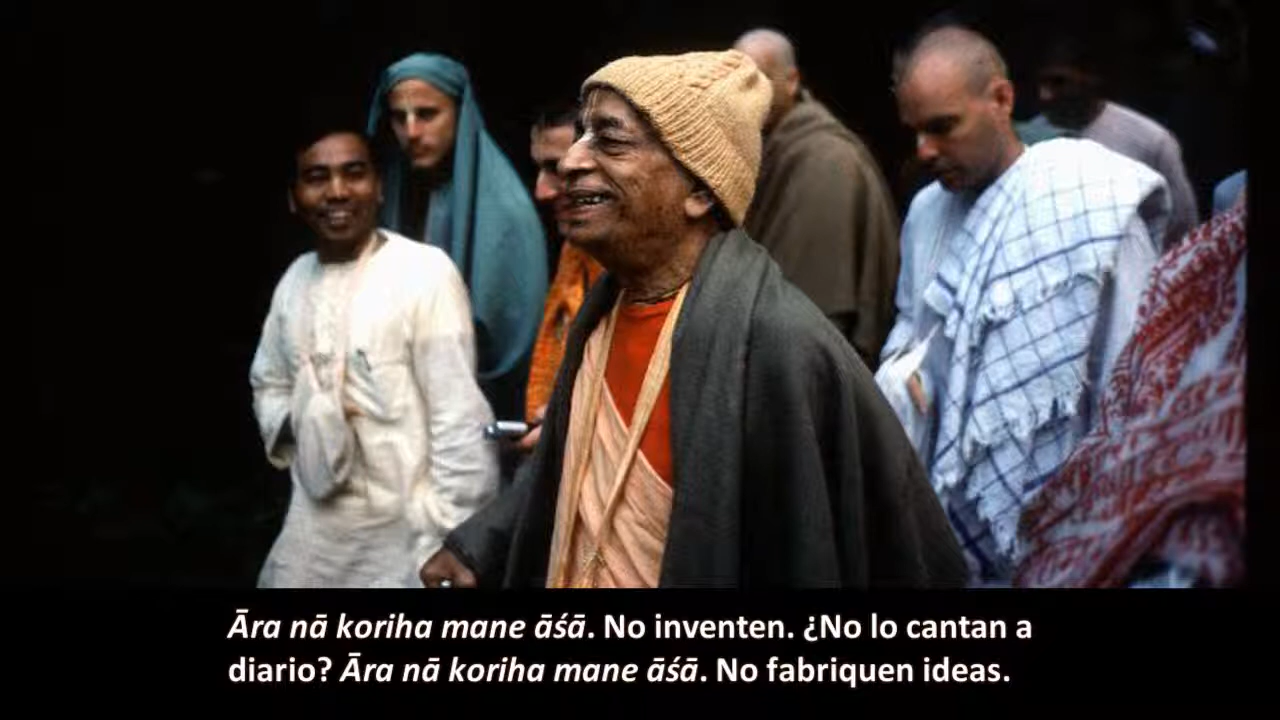 Āra nā koriha mane āśā. No inventen. ¿No lo cantan a
diario? Āra nā koriha mane āśā. No fabriquen ideas.